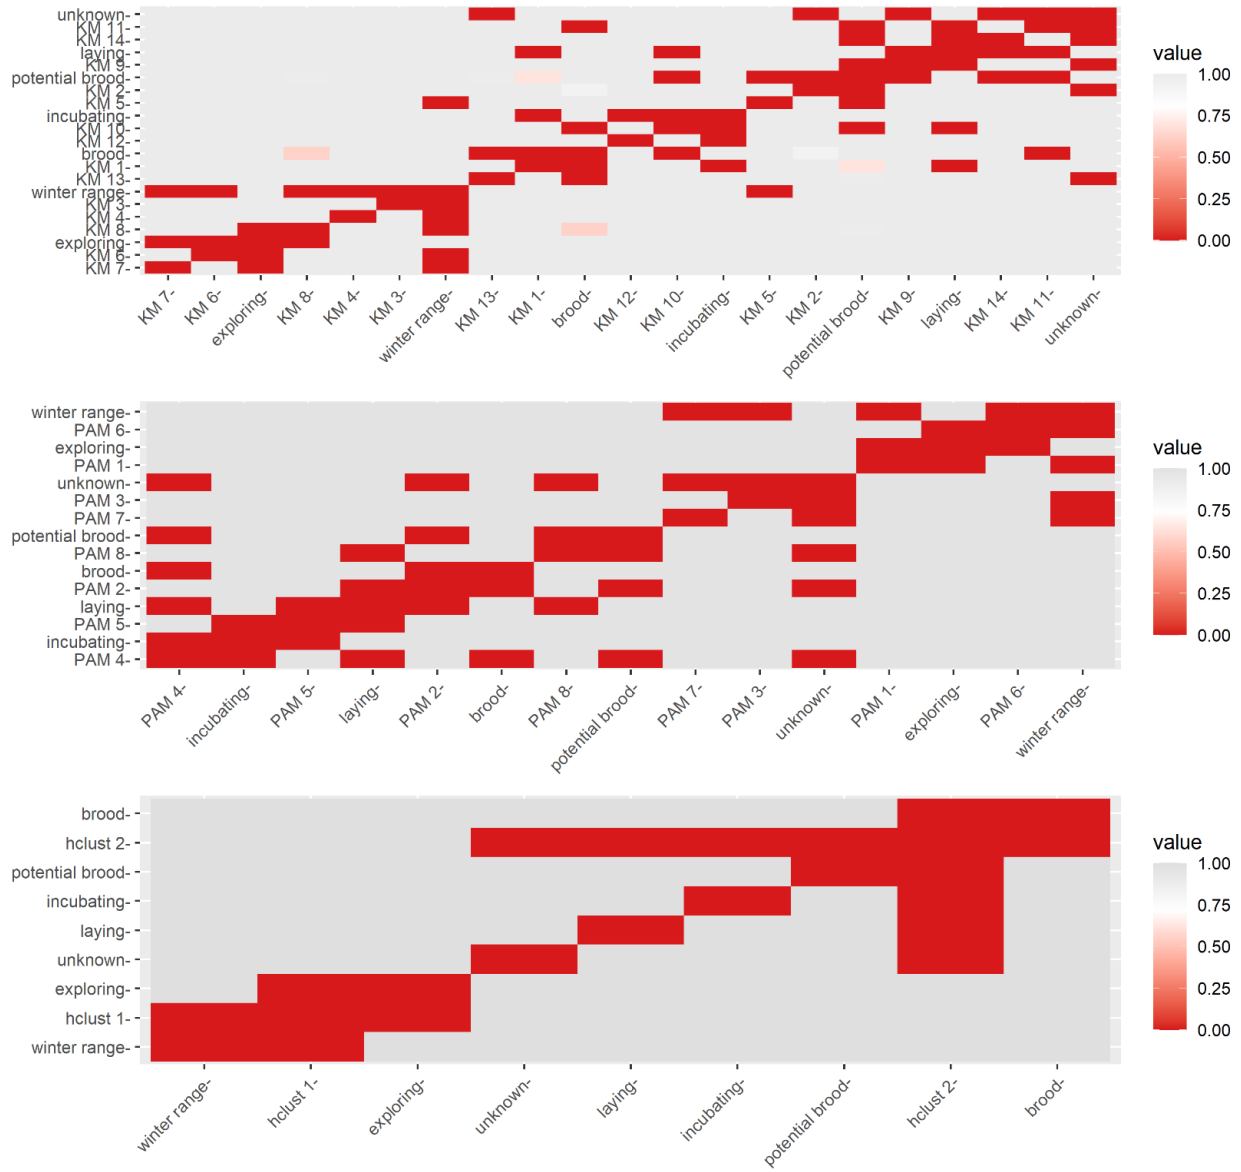 unknown-
KM 11-
KM 14-
laying-
KM 9-
potential brood-
KM 2-
KM 5-
incubating-
KM 10-
KM 12-
brood-
KM 1-
KM 13-
winter range-
KM 3-
KM 4-
KM 8-
exploring-
KM 6-
KM 7-
KM 7-
KM 6-
exploring-
KM 8-
KM 4-
KM 3-
winter range-
KM 13-
KM 1-
brood-
KM 12-
KM 10-
incubating-
KM 5-
KM 2-
potential brood-
KM 9-
laying-
KM 14-
KM 11-
unknown-
value
1.00
0.75
0.50
0.25
0.00
winter range-
PAM 6-
exploring-
PAM 1-
unknown-
PAM 3-
PAM 7-
potential brood-
PAM 8-
brood-
PAM 2-
laying-
PAM 5-
incubating-
PAM 4-
PAM 4-
incubating-
PAM 5-
laying-
PAM 2-
brood-
PAM 8-
potential brood-
PAM 7-
PAM 3-
unknown-
PAM 1-
exploring-
PAM 6-
winter range-
value
1.00
0.75
0.50
0.25
0.00
brood-
hclust 2-
potential brood-
incubating-
laying-
unknown-
exploring-
hclust 1-
winter range-
winter range-
hclust 1-
exploring-
unknown-
laying-
incubating-
potential brood-
hclust 2-
brood-
value
1.00
0.75
0.50
0.25
0.00